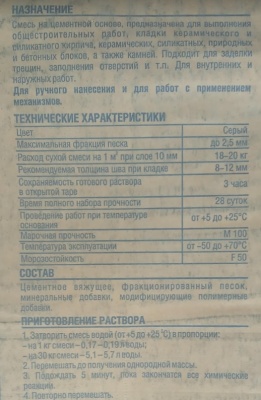 НАЗНАЧЕНИЕ
Смесь на цементной основе, предназначена для выполнения
общестроительных работ, кладки керамического и
силикатного кирпича, керамических, силикатных, природных
и бетонных блоков, а также камней. Подходит для заделки
трещин, заполнения отверстий и т.п. Для внутренних и
наружных работ.
Для ручного нанесения и для работ с применением
механизмов.
ТЕХНИЧЕСКИЕ ХАРАКТЕРИСТИКИ
Цвет Серый
Максимальная фракция песка до 2,5 мм
Расход сухой смеси на 1 м² при слое 10 мм 18–20 кг
Рекомендуемая толщина шва при кладке 8–12 мм
Сохраняемость готового раствора
в открытой таре 3 часа
Время полного набора прочности 28 суток
Проведение работ при температуре
основания от +5 до +25°С
Марочная прочность М 100
Температура эксплуатации от –50 до +70°С
Морозостойкость F 50
СОСТАВ
Цементное вяжущее, фракционированный песок,
минеральные добавки, модифицирующие полимерные
добавки.
ПРИГОТОВЛЕНИЕ РАСТВОРА
1. Затворить смесь водой (от +5 до +25°С) в пропорции:
- на 1 кг смеси – 0,17–0,19 л воды;
- на 30 кг смеси – 5,1 – 5,7 л воды.
2. Перемешать до получения однородной массы.
3. Подождать 5 минут, пока закончатся все химические
реакции.
4. Повторно перемешать.